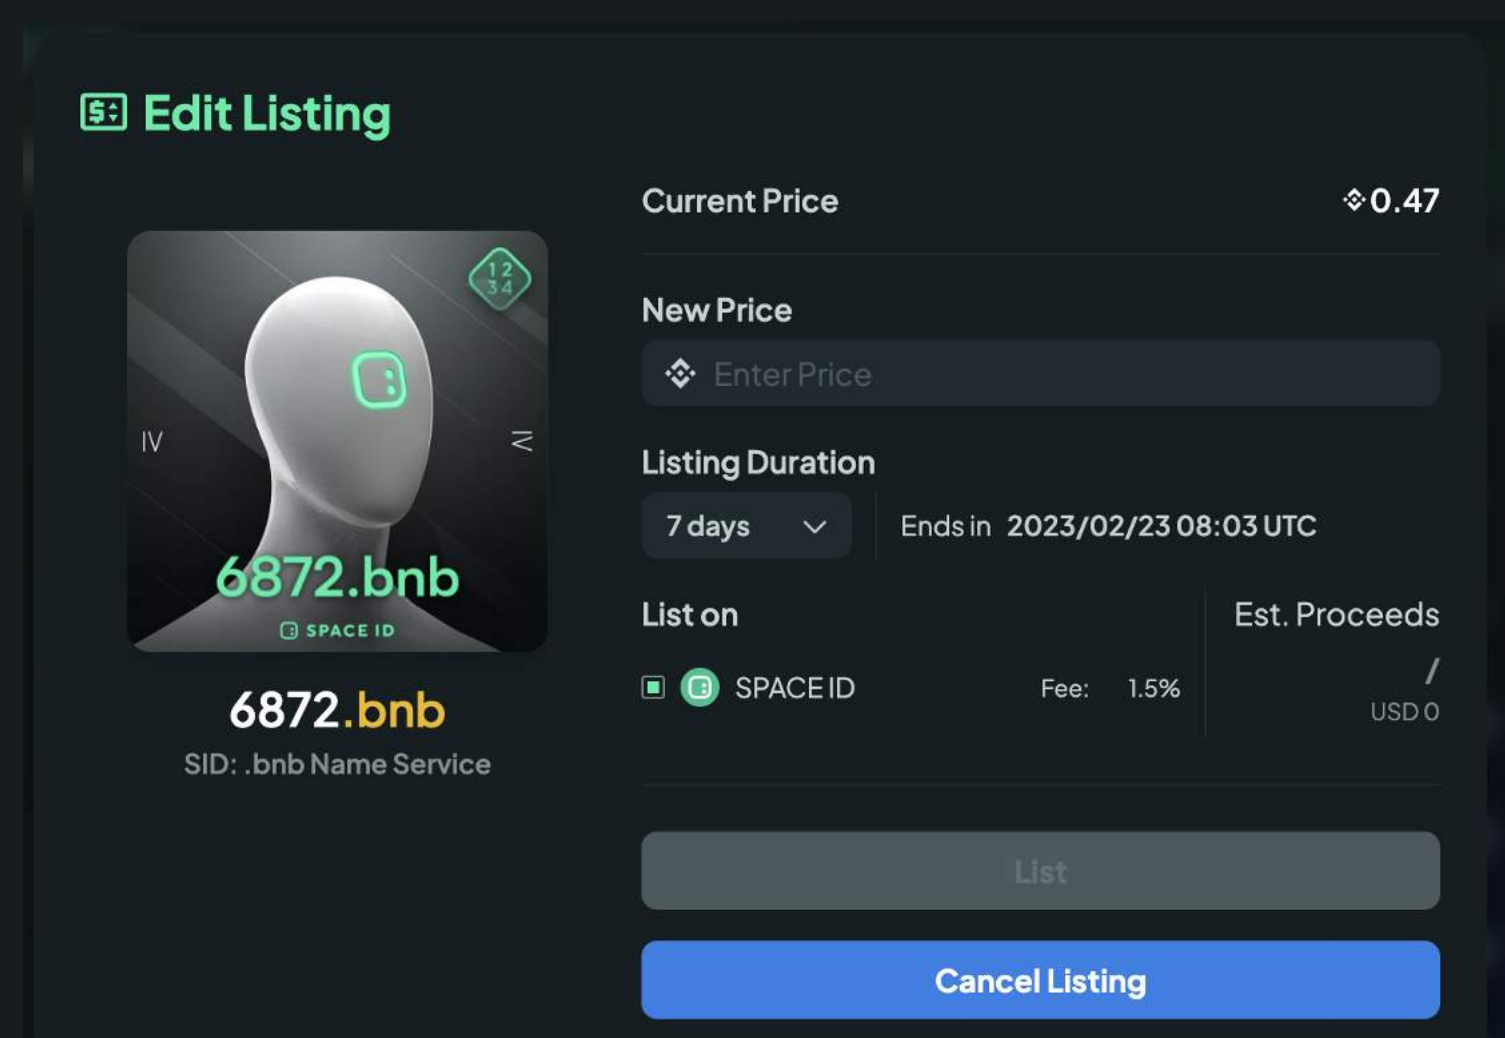 Edit Listing
12
34
IV
IV
6872.bnb
SPACE ID
6872.bnb
SID: .bnb Name Service
Current Price
0.47
New Price
Enter Price
Listing Duration
7 days
Ends in 2023/02/23 08:03 UTC
List on
Est. Proceeds
SPACE ID
Fee: 1.5%
/
USD 0
List
Cancel Listing